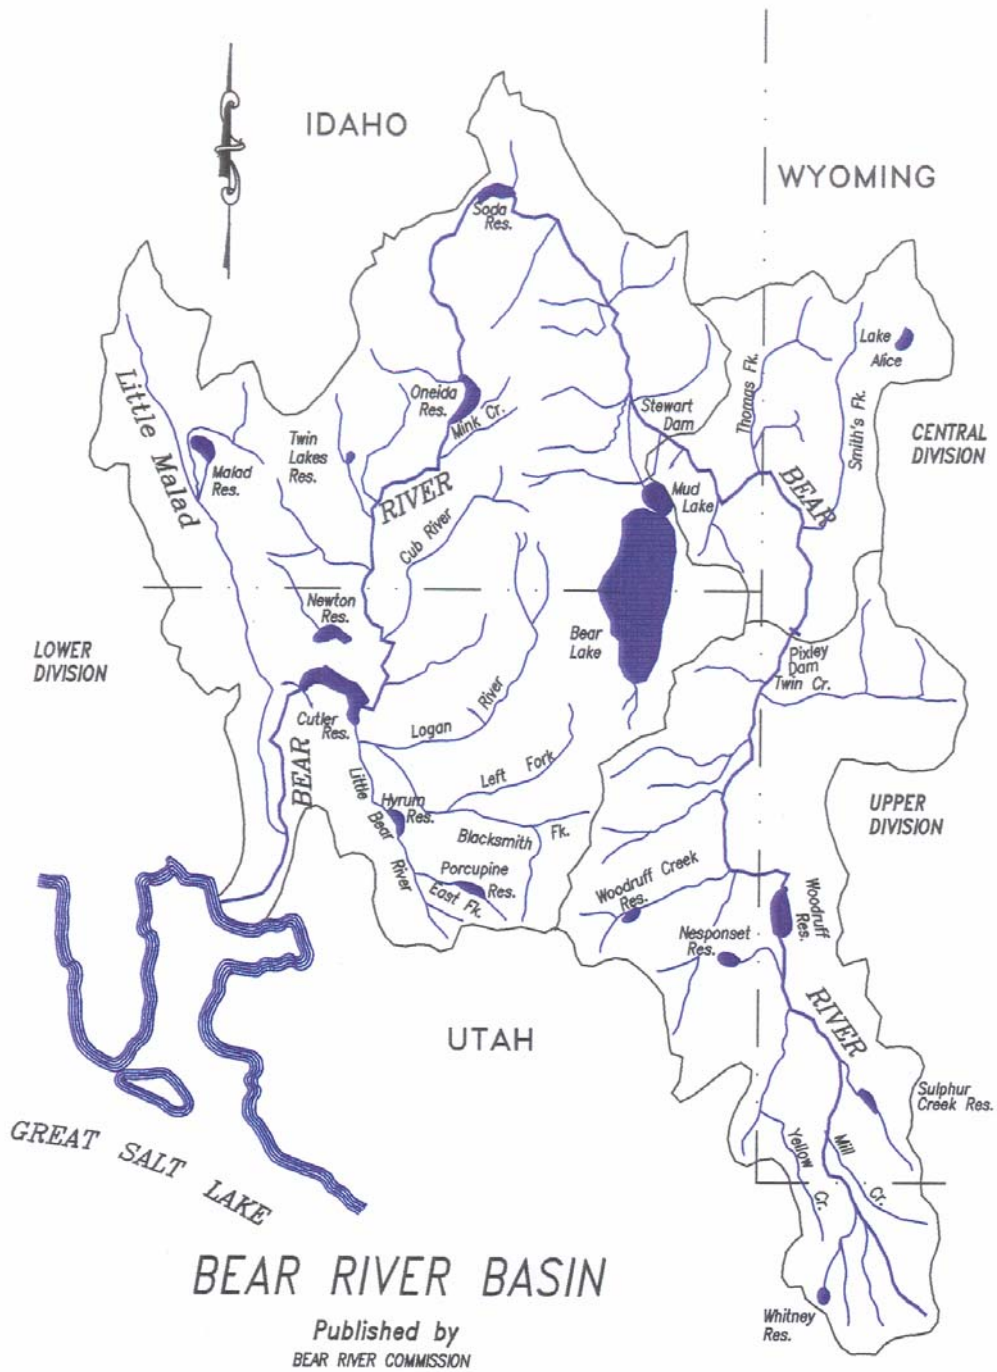 IDAHO
WYOMING
Soda
Res.
Lake
Alice
Little Malad
Thomas Fk.
Smith's Fk.
Oneida
Res.
Mink Cr.
Stewart
Dam
CENTRAL
DIVISION
Twin
Lakes
Res.
Malad
Res.
RIVER
Mud
Lake
BEAR
Cub River
Newton
Res.
Bear
Lake
LOWER
DIVISION
Pixley
Dam
Twin Cr.
Cutler
Res.
Logan River
BEAR
Little Bear River
Left Fork
Hyrum
Res.
Blacksmith Fk.
UPPER
DIVISION
Porcupine
Res.
East Fk.
Woodruff Creek
Res.
Woodruff
Res.
Nesponset
Res.
RIVER
UTAH
Sulphur
Creek Res.
Yellow Cr.
Mill Cr.
GREAT SALT LAKE
Whitney
Res.
BEAR RIVER BASIN
Published by
BEAR RIVER COMMISSION